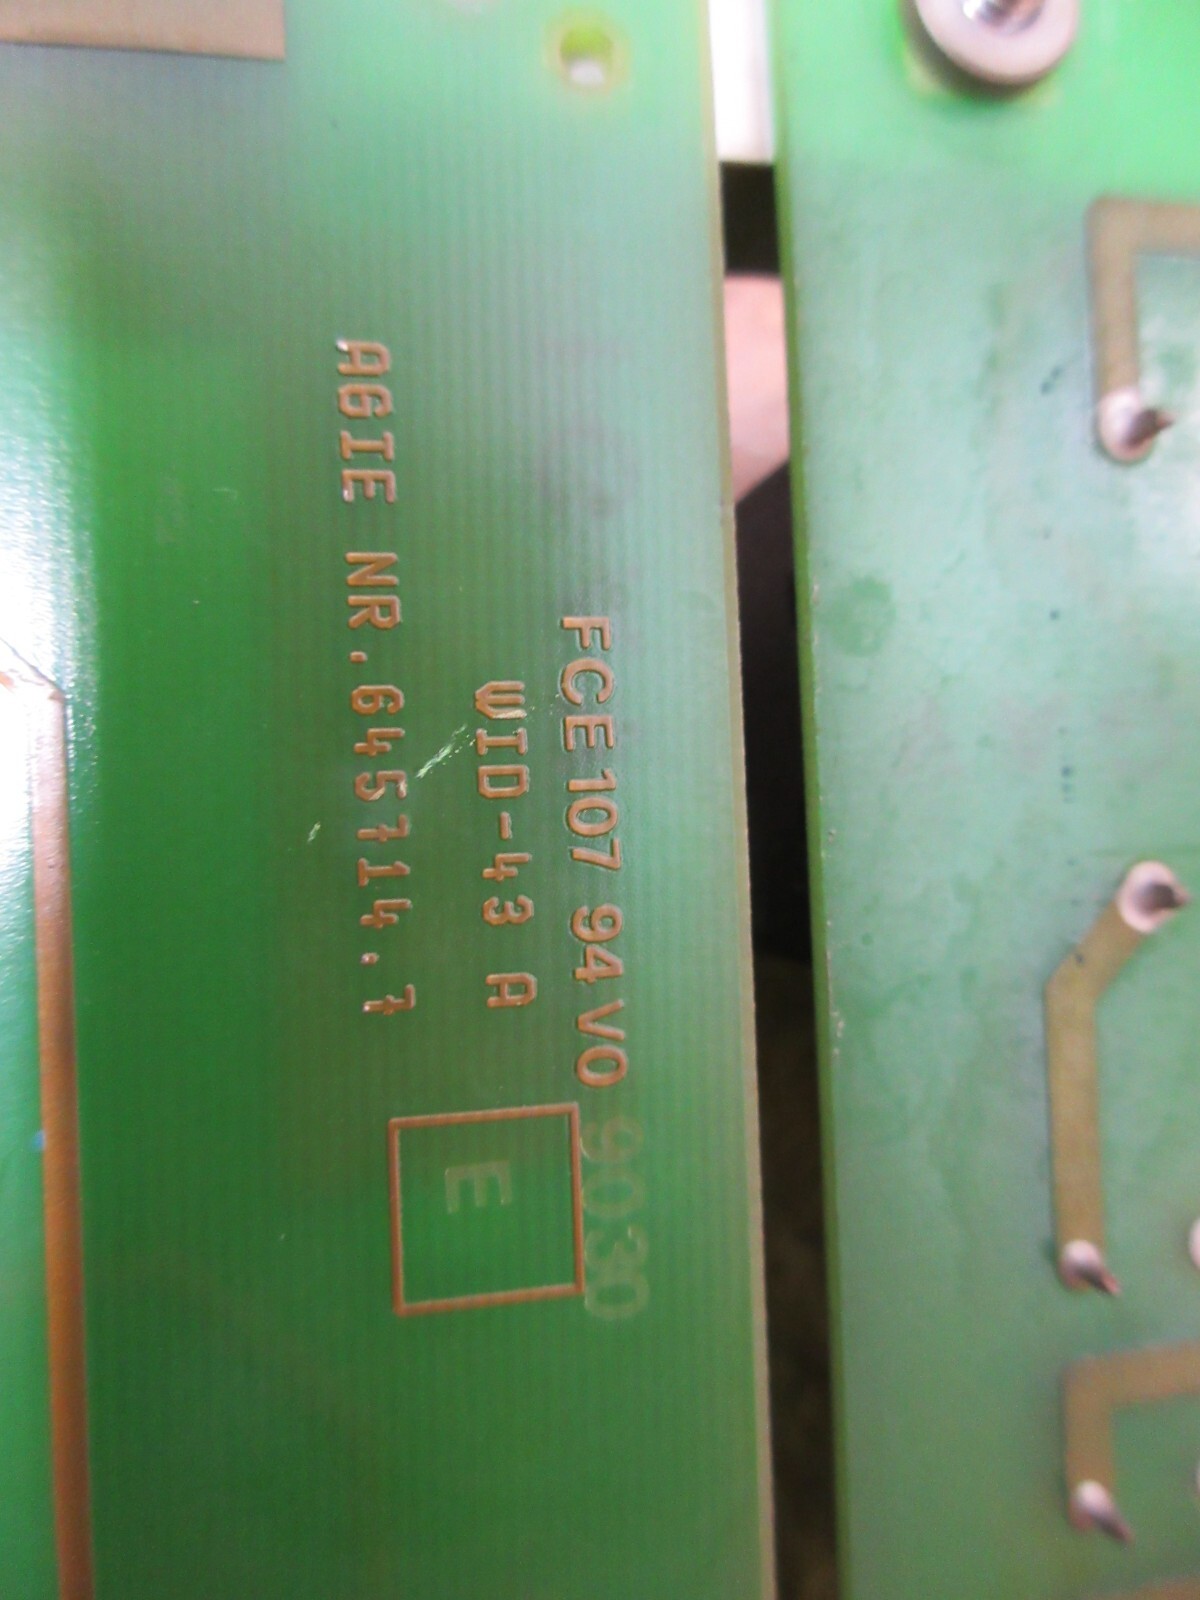 FCE 107 94 V0 9030
WID-43 A
AGIE NR.645714.7
E